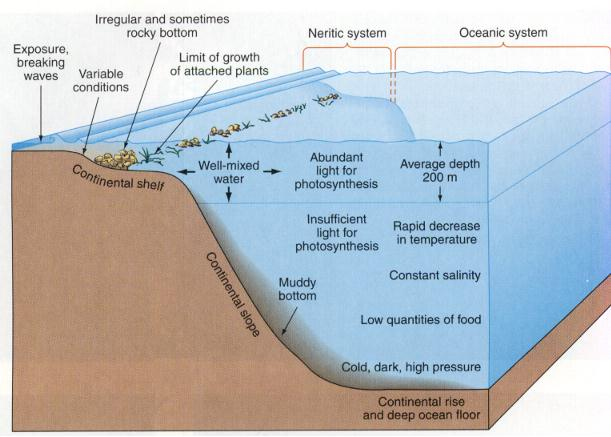 Irregular and sometimes
rocky bottom
Neritic system
Oceanic system
Exposure,
breaking
waves
Variable
conditions
Limit of growth
of attached plants
Continental shelf
Well-mixed
water
Abundant
light for
photosynthesis
Average depth
200 m
Insufficient
light for
photosynthesis
Rapid decrease
in temperature
Continental slope
Muddy
bottom
Constant salinity
Low quantities of food
Cold, dark, high pressure
Continental rise
and deep ocean floor